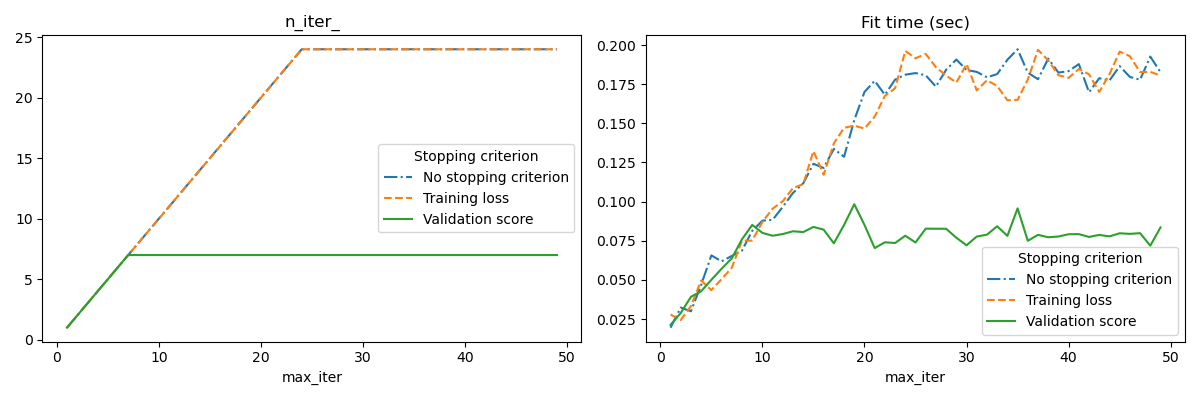 n_iter_
25
20
15
10
5
0
0 10 20 30 40 50
max_iter
Stopping criterion
No stopping criterion
Training loss
Validation score
Fit time (sec)
0.200
0.175
0.150
0.125
0.100
0.075
0.050
0.025
0 10 20 30 40 50
max_iter
Stopping criterion
No stopping criterion
Training loss
Validation score